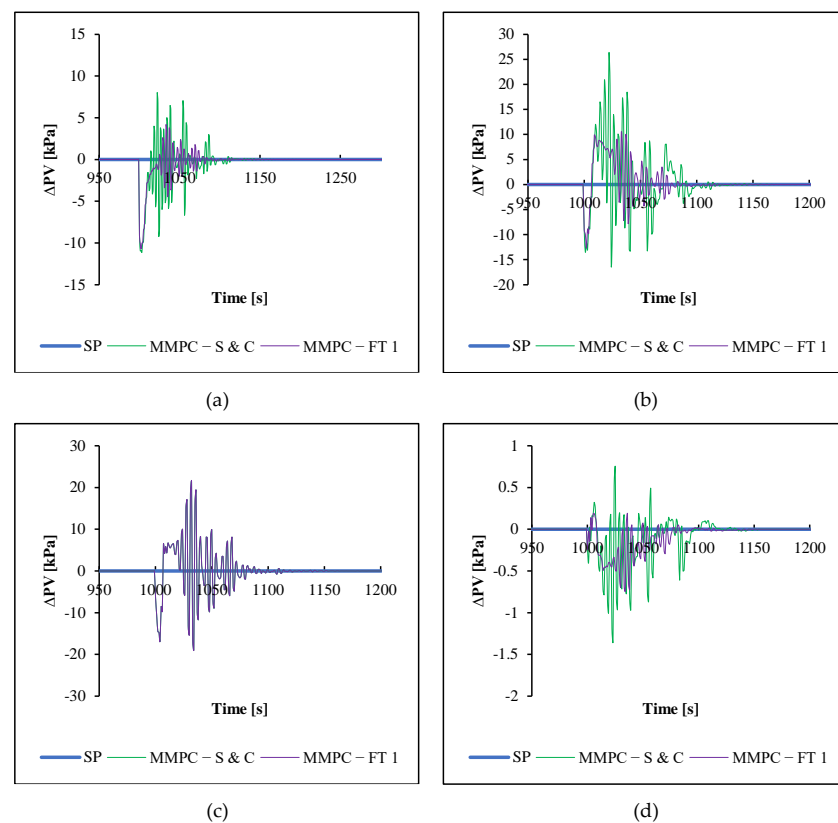 15
10
5
0
-5
-10
-15
950 1050 1150 1250
ΔPV [kPa]
Time [s]
SP MMPC – S & C MMPC – FT 1
(a)
30
25
20
15
10
5
0
-5
-10
-15
-20
950 1000 1050 1100 1150 1200
ΔPV [kPa]
Time [s]
SP MMPC – S & C MMPC – FT 1
(b)
30
20
10
0
-10
-20
-30
950 1000 1050 1100 1150 1200
ΔPV [kPa]
Time [s]
SP MMPC – S & C MMPC – FT 1
(c)
1
0.5
0
-0.5
-1
-1.5
-2
950 1000 1050 1100 1150 1200
ΔPV [kPa]
Time [s]
SP MMPC – S & C MMPC – FT 1
(d)